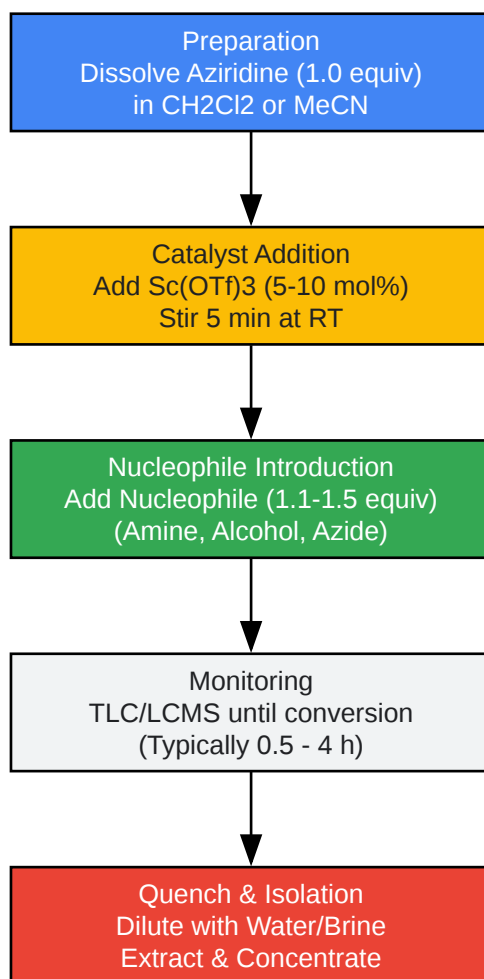 Preparation
Dissolve Aziridine (1.0 equiv)
in CH2Cl2 or MeCN
Catalyst Addition
Add Sc(OTf)3 (5-10 mol%)
Stir 5 min at RT
Nucleophile Introduction
Add Nucleophile (1.1-1.5 equiv)
(Amine, Alcohol, Azide)
Monitoring
TLC/LCMS until conversion
(Typically 0.5 - 4 h)
Quench & Isolation
Dilute with Water/Brine
Extract & Concentrate